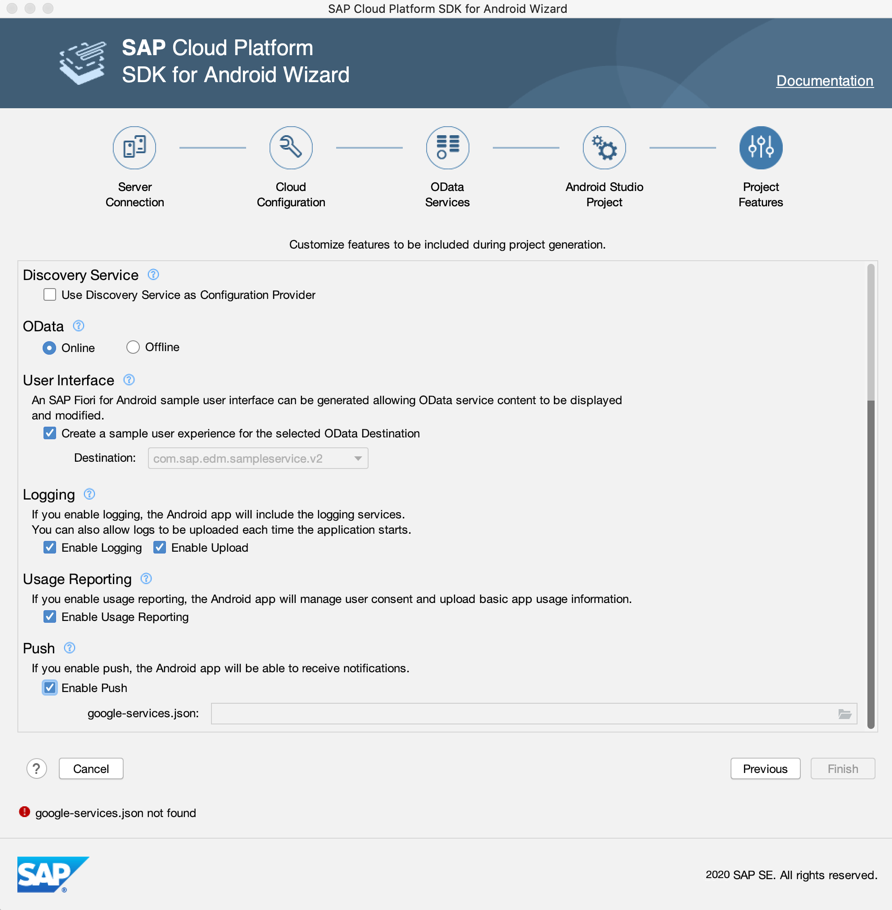 SAP Cloud Platform SDK for Android Wizard
SAP Cloud Platform
SDK for Android Wizard
Documentation
Server
Connection
Cloud
Configuration
OData
Services
Android Studio
Project
Project
Features
Customize features to be included during project generation.
Discovery Service ?
Use Discovery Service as Configuration Provider
OData ?
Online Offline
User Interface ?
An SAP Fiori for Android sample user interface can be generated allowing OData service content to be displayed
and modified.
Create a sample user experience for the selected OData Destination
Destination: com.sap.edm.sampleservice.v2
Logging ?
If you enable logging, the Android app will include the logging services.
You can also allow logs to be uploaded each time the application starts.
Enable Logging Enable Upload
Usage Reporting ?
If you enable usage reporting, the Android app will manage user consent and upload basic app usage information.
Enable Usage Reporting
Push ?
If you enable push, the Android app will be able to receive notifications.
Enable Push
google-services.json:
? Cancel Previous Finish
! google-services.json not found
SAP ®
2020 SAP SE. All rights reserved.